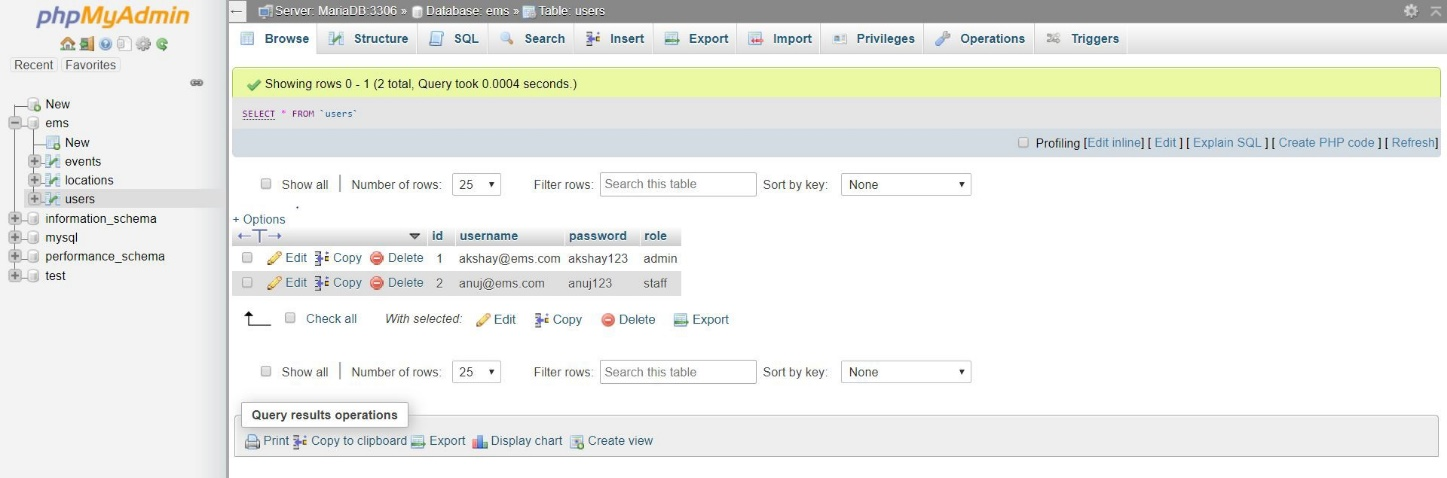 phpMyAdmin
Server: MariaDB:3306 » Database: ems » Table: users
Browse Structure SQL Search Insert Export Import Privileges Operations Triggers
Recent Favorites
New
ems
New
events
locations
users
information_schema
mysql
performance_schema
test
Showing rows 0 - 1 (2 total, Query took 0.0004 seconds.)
SELECT * FROM `users`
Profiling [Edit inline] [ Edit ] [ Explain SQL ] [ Create PHP code ] [ Refresh]
Show all Number of rows: 25 Filter rows: Search this table Sort by key: None
+ Options
id username password role
Edit Copy Delete 1 akshay@ems.com akshay123 admin
Edit Copy Delete 2 anuj@ems.com anuj123 staff
Check all With selected: Edit Copy Delete Export
Show all Number of rows: 25 Filter rows: Search this table Sort by key: None
Query results operations
Print Copy to clipboard Export Display chart Create view